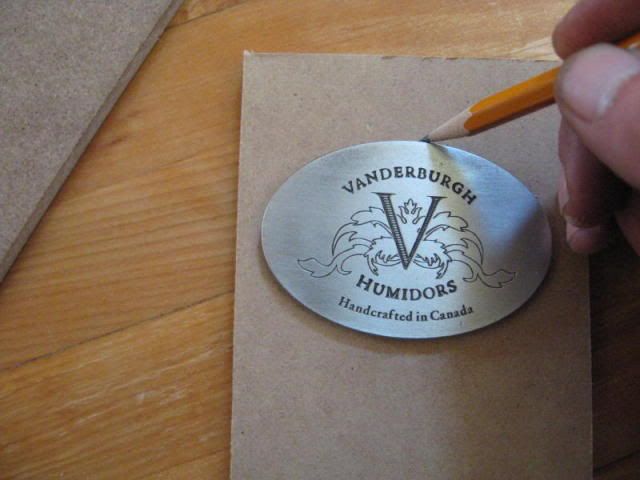 VANDERBURGH
V
HUMIDORS
Handcrafted in Canada